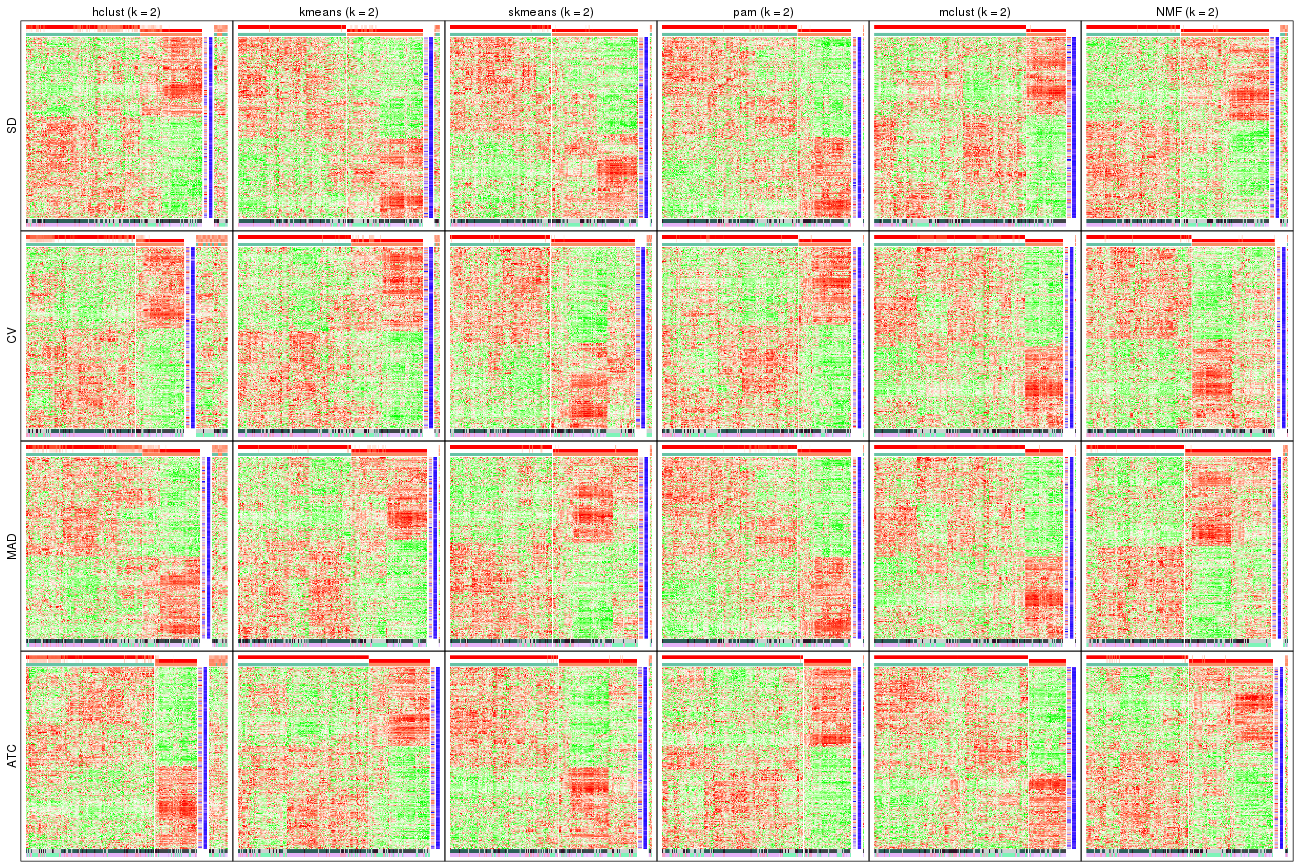 hclust (k = 2) kmeans (k = 2) skmeans (k = 2) pam (k = 2) mclust (k = 2) NMF (k = 2)
SD
CV
MAD
ATC